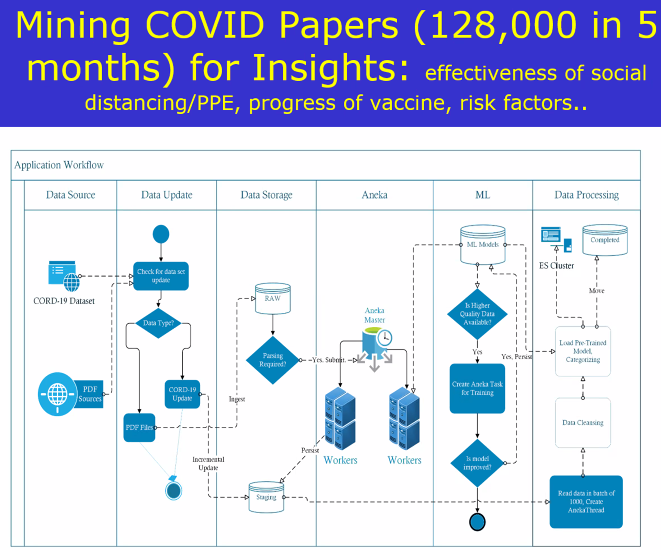 Mining COVID Papers (128,000 in 5
months) for Insights: effectiveness of social
distancing/PPE, progress of vaccine, risk factors..
Application Workflow
Data Source
Data Update
Data Storage
Aneka
ML
Data Processing
CORD-19 Dataset
PDF
Sources
Check for data set
update
Data Type?
CORD-19
Update
PDF Files
Ingest
Incremental
Update
RAW
Parsing
Required?
Yes, Submit
Staging
Persist
Aneka
Master
Workers
Workers
ML Models
Is Higher
Quality Data
Available?
Yes
Yes, Persist
Create Aneka Task
for Training
Is model
improved?
ES Cluster
Completed
Move
Load Pre-Trained
Model,
Categorizing
Data Cleansing
Read data in batch of
1000, Create
AnekaThread